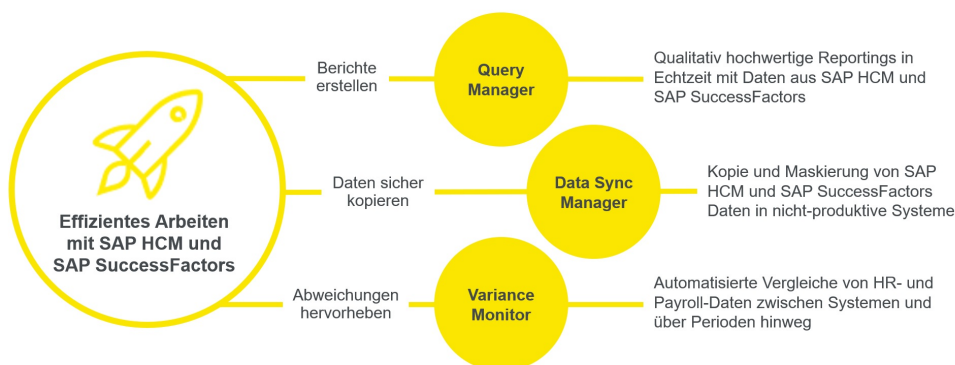 Effizientes Arbeiten
mit SAP HCM und
SAP SuccessFactors
Berichte
erstellen
Query
Manager
Qualitativ hochwertige Reportings in
Echtzeit mit Daten aus SAP HCM und
SAP SuccessFactors
Daten sicher
kopieren
Data Sync
Manager
Kopie und Maskierung von SAP
HCM und SAP SuccessFactors
Daten in nicht-produktive Systeme
Abweichungen
hervorheben
Variance
Monitor
Automatisierte Vergleiche von HR- und
Payroll-Daten zwischen Systemen und
über Perioden hinweg